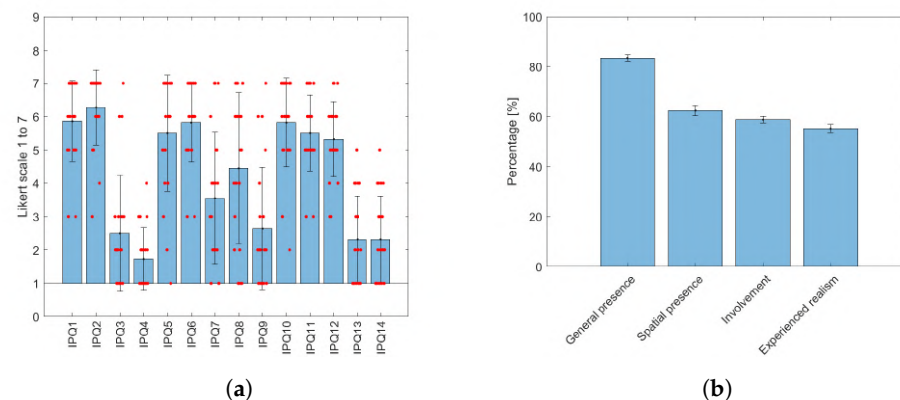 9
8
7
6
5
4
3
2
1
0
Likert scale 1 to 7
IPQ1
IPQ2
IPQ3
IPQ4
IPQ5
IPQ6
IPQ7
IPQ8
IPQ9
IPQ10
IPQ11
IPQ12
IPQ13
IPQ14
(a)
100
80
60
40
20
0
Percentage [%]
General presence
Spatial presence
Involvement
Experienced realism
(b)